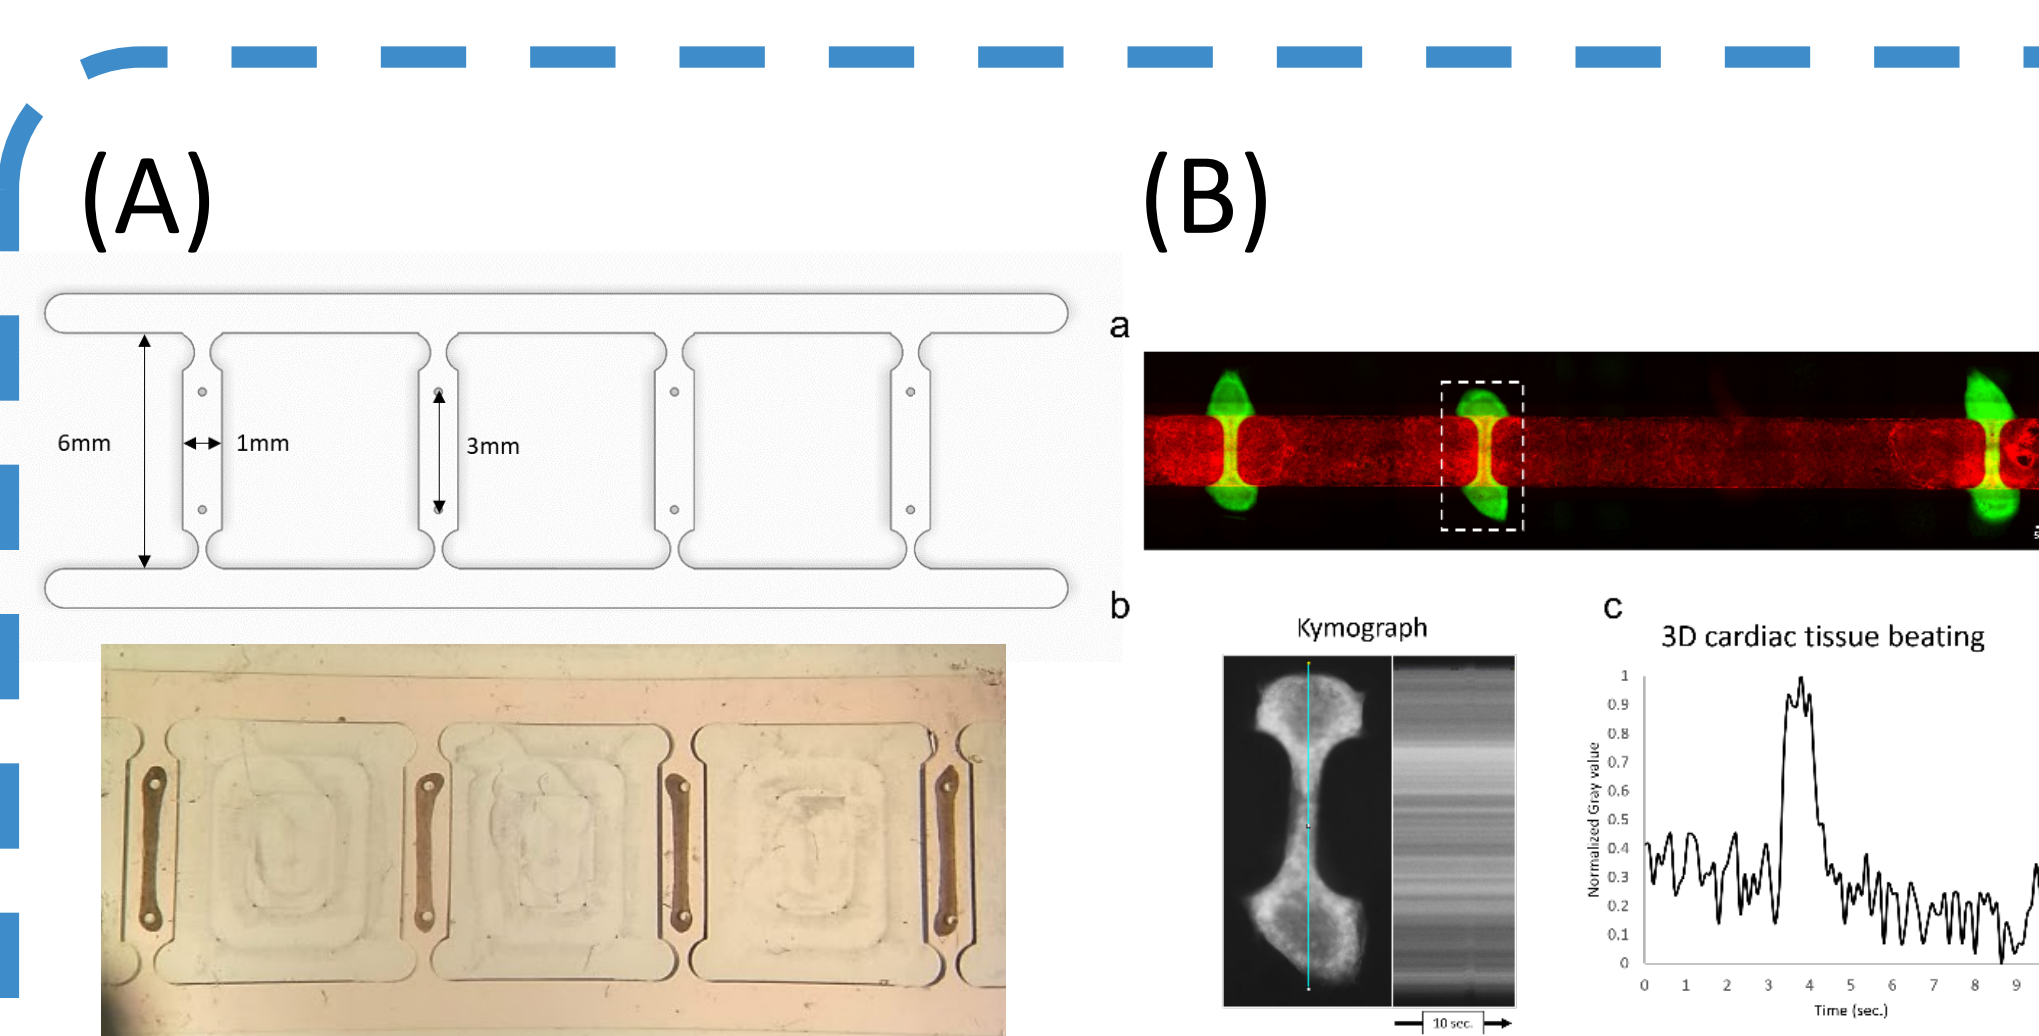 (A)
(B)
6mm
1mm
3mm
a
b
Kymograph
10 sec.
c
3D cardiac tissue beating
Normalized Gray value
1
0.9
0.8
0.7
0.6
0.5
0.4
0.3
0.2
0.1
0
0 1 2 3 4 5 6 7 8 9
Time (sec.)